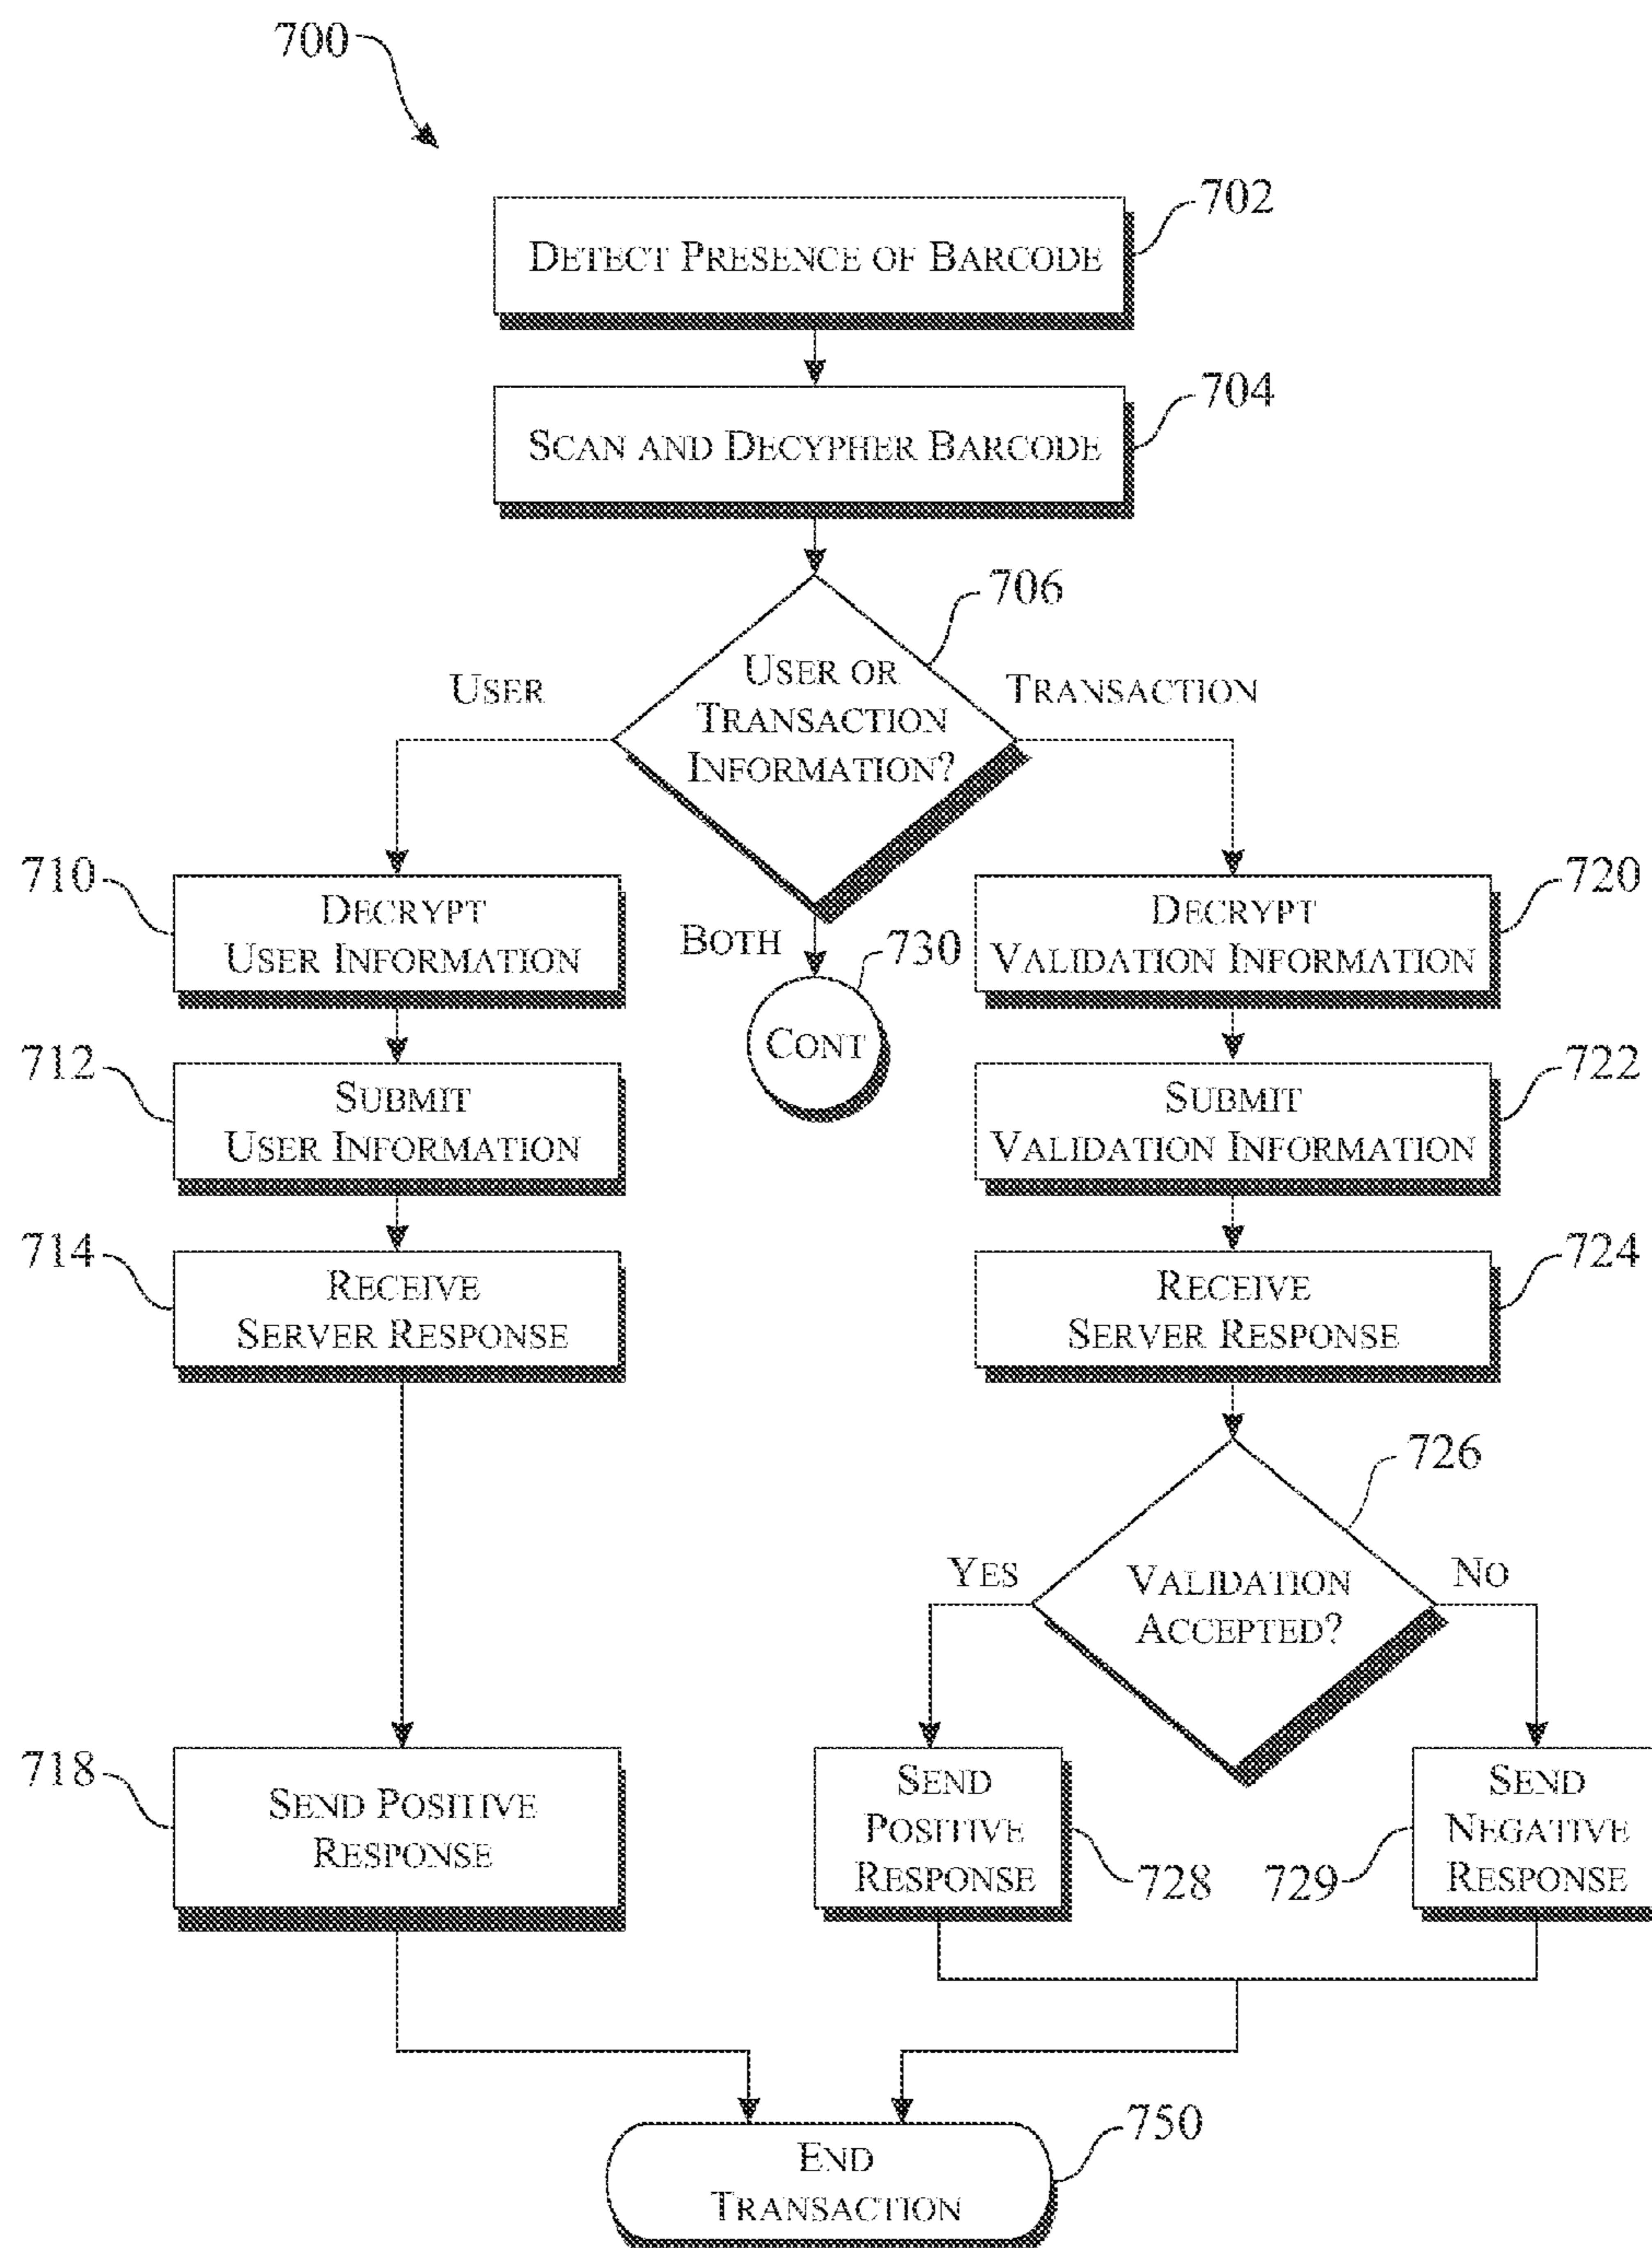 700
702
DETECT PRESENCE OF BARCODE
704
SCAN AND DECYPHER BARCODE
706
USER OR
TRANSACTION
INFORMATION?
USER
TRANSACTION
BOTH
730
CONT
710
DECRYPT
USER INFORMATION
720
DECRYPT
VALIDATION INFORMATION
712
SUBMIT
USER INFORMATION
722
SUBMIT
VALIDATION INFORMATION
714
RECEIVE
SERVER RESPONSE
724
RECEIVE
SERVER RESPONSE
726
YES
VALIDATION
ACCEPTED?
NO
718
SEND POSITIVE
RESPONSE
SEND
POSITIVE
RESPONSE
728
729
SEND
NEGATIVE
RESPONSE
750
END
TRANSACTION